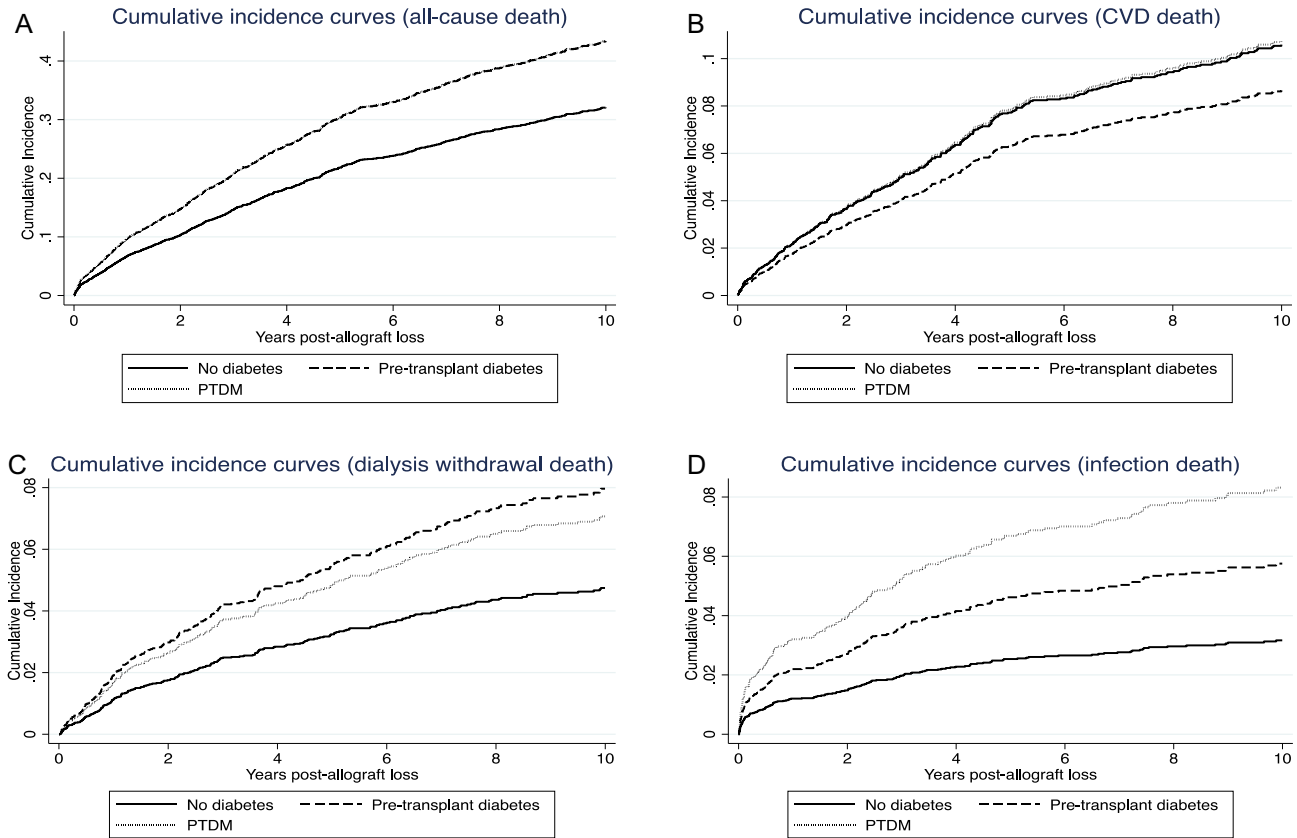 A
Cumulative incidence curves (all-cause death)
Cumulative Incidence
.4
.3
.2
.1
0
0 2 4 6 8 10
Years post-allograft loss
No diabetes Pre-transplant diabetes
PTDM
B
Cumulative incidence curves (CVD death)
Cumulative Incidence
.1
.08
.06
.04
.02
0
0 2 4 6 8 10
Years post-allograft loss
No diabetes Pre-transplant diabetes
PTDM
C
Cumulative incidence curves (dialysis withdrawal death)
Cumulative Incidence
.08
.06
.04
.02
0
0 2 4 6 8 10
Years post-allograft loss
No diabetes Pre-transplant diabetes
PTDM
D
Cumulative incidence curves (infection death)
Cumulative Incidence
.08
.06
.04
.02
0
0 2 4 6 8 10
Years post-allograft loss
No diabetes Pre-transplant diabetes
PTDM